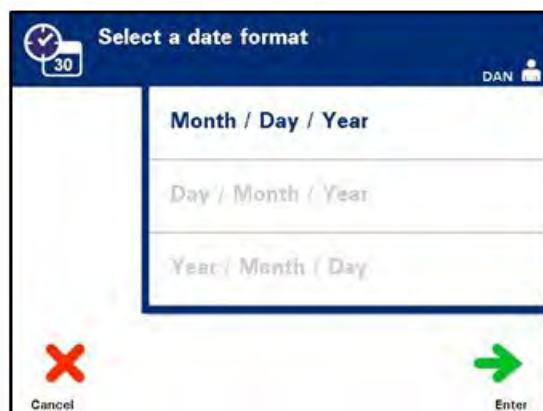 Select a date format
30
DAN
Month / Day / Year
Day / Month / Year
Year / Month / Day
Cancel
Enter